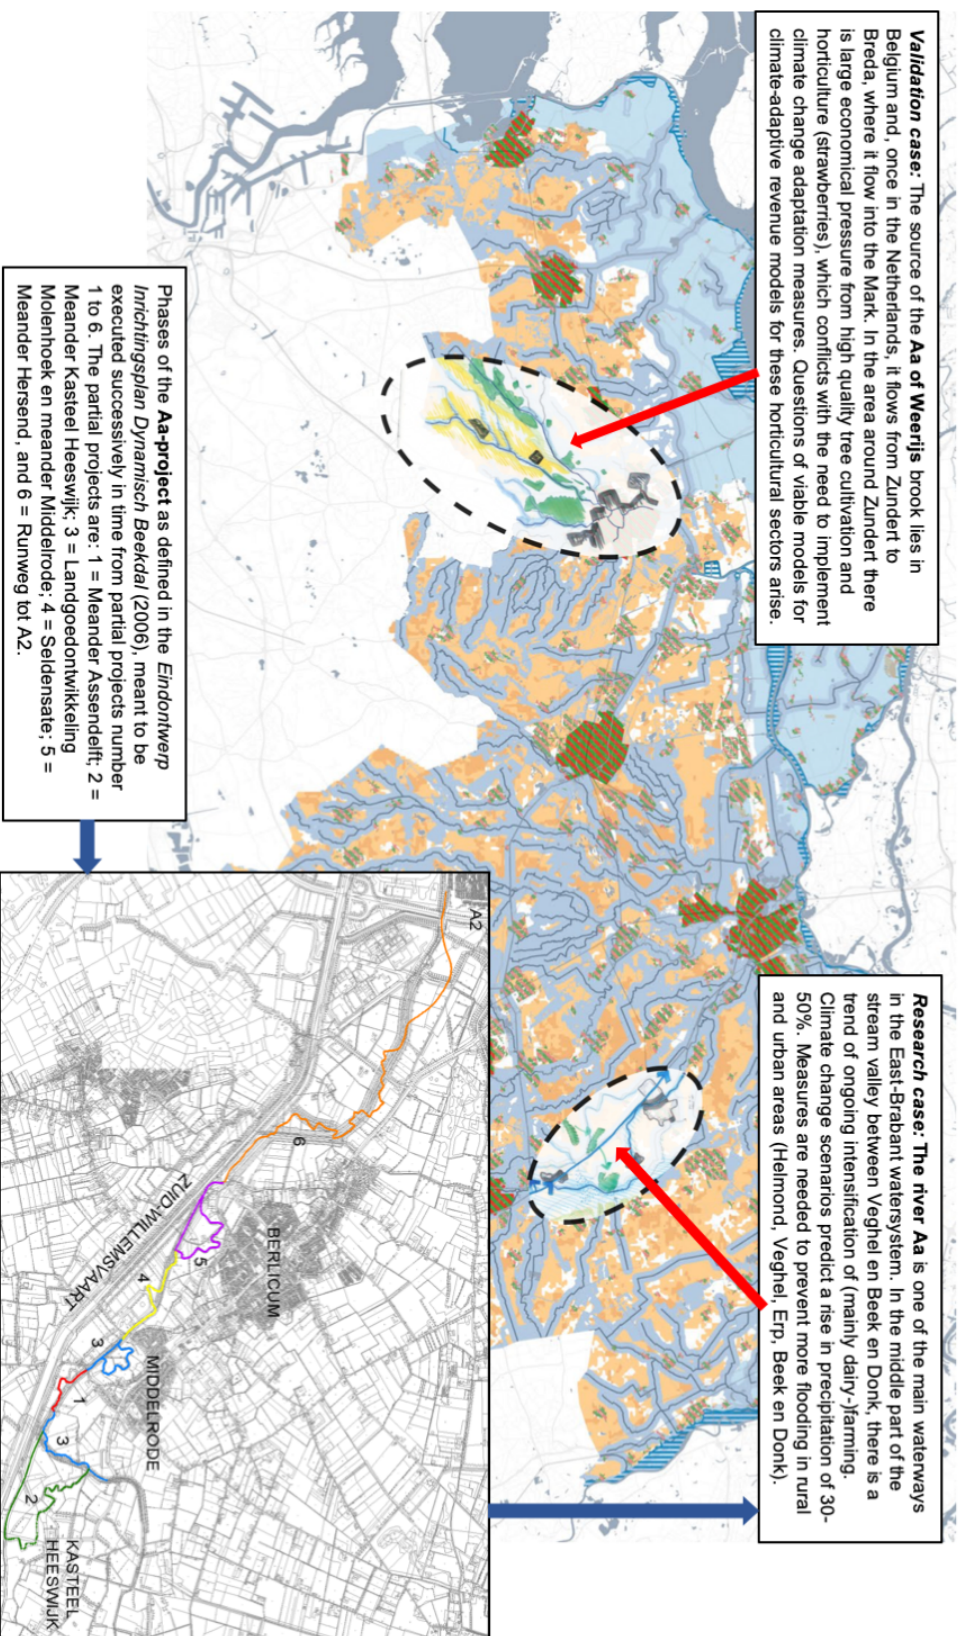 Validation case: The source of the Aa of Weerijs brook lies in
Belgium and, once in the Netherlands, it flows from Zundert to
Breda, where it flow into the Mark. In the area around Zundert there
is large economical pressure from high quality tree cultivation and
horticulture (strawberries), which conflicts with the need to implement
climate change adaptation measures. Questions of viable models for
climate-adaptive revenue models for these horticultural sectors arise.
Research case: The river Aa is one of the main waterways
in the East-Brabant watersystem. In the middle part of the
stream valley between Veghel en Beek en Donk, there is a
trend of ongoing intensification of (mainly dairy-)farming.
Climate change scenarios predict a rise in precipitation of 30-
50%. Measures are needed to prevent more flooding in rural
and urban areas (Helmond, Veghel, Erp, Beek en Donk).
Phases of the Aa-project as defined in the Eindontwerp
Inrichtingsplan Dynamisch Beekdal (2006), meant to be
executed successively in time from partial projects number
1 to 6. The partial projects are: 1 = Meander Assendelft; 2 =
Meander Kasteel Heeswijk; 3 = Landgoedontwikkeling
Molenhoek en meander Middelrode; 4 = Seldensate; 5 =
Meander Hersend, and 6 = Runweg tot A2.
A2
6
BERLICUM
5
ZUID-WILLEMSVAART
4
3
MIDDELRODE
1
3
2
KASTEEL
HEESWIJK